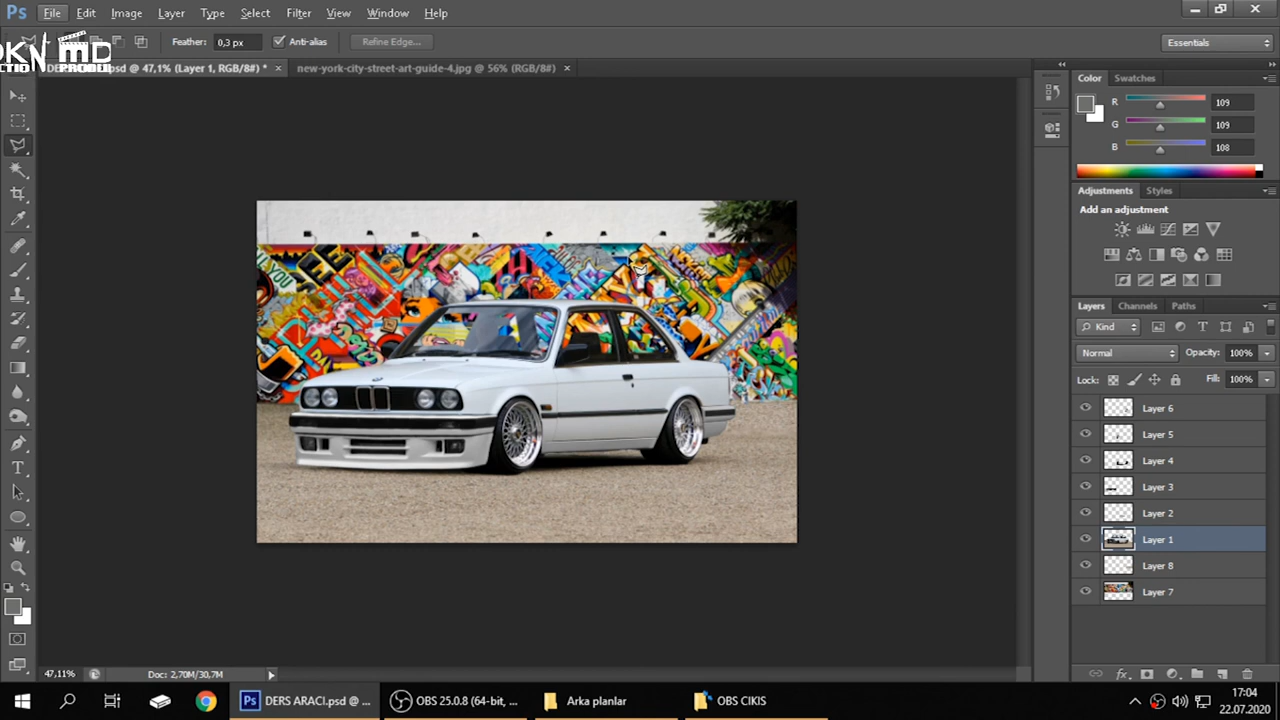 Ps File Edit Image Layer Type Select Filter View Window Help
Feather: 0,3 px Anti-alias Refine Edge... Essentials
.psd @ 47,1% (Layer 1, RGB/8#) * × new-york-city-street-art-guide-4.jpg @ 56% (RGB/8#) ×
Color Swatches
R 109
G 109
B 108
Adjustments Styles
Add an adjustment
Layers Channels Paths
Kind
Normal Opacity: 100%
Lock: Fill: 100%
Layer 6
Layer 5
Layer 4
Layer 3
Layer 2
Layer 1
Layer 8
Layer 7
47,11% Doc: 2,70M/30,7M
Ps DERS ARACI.psd @ ... OBS 25.0.8 (64-bit, ... Arka planlar OBS CIKIS
17:04
22.07.2020